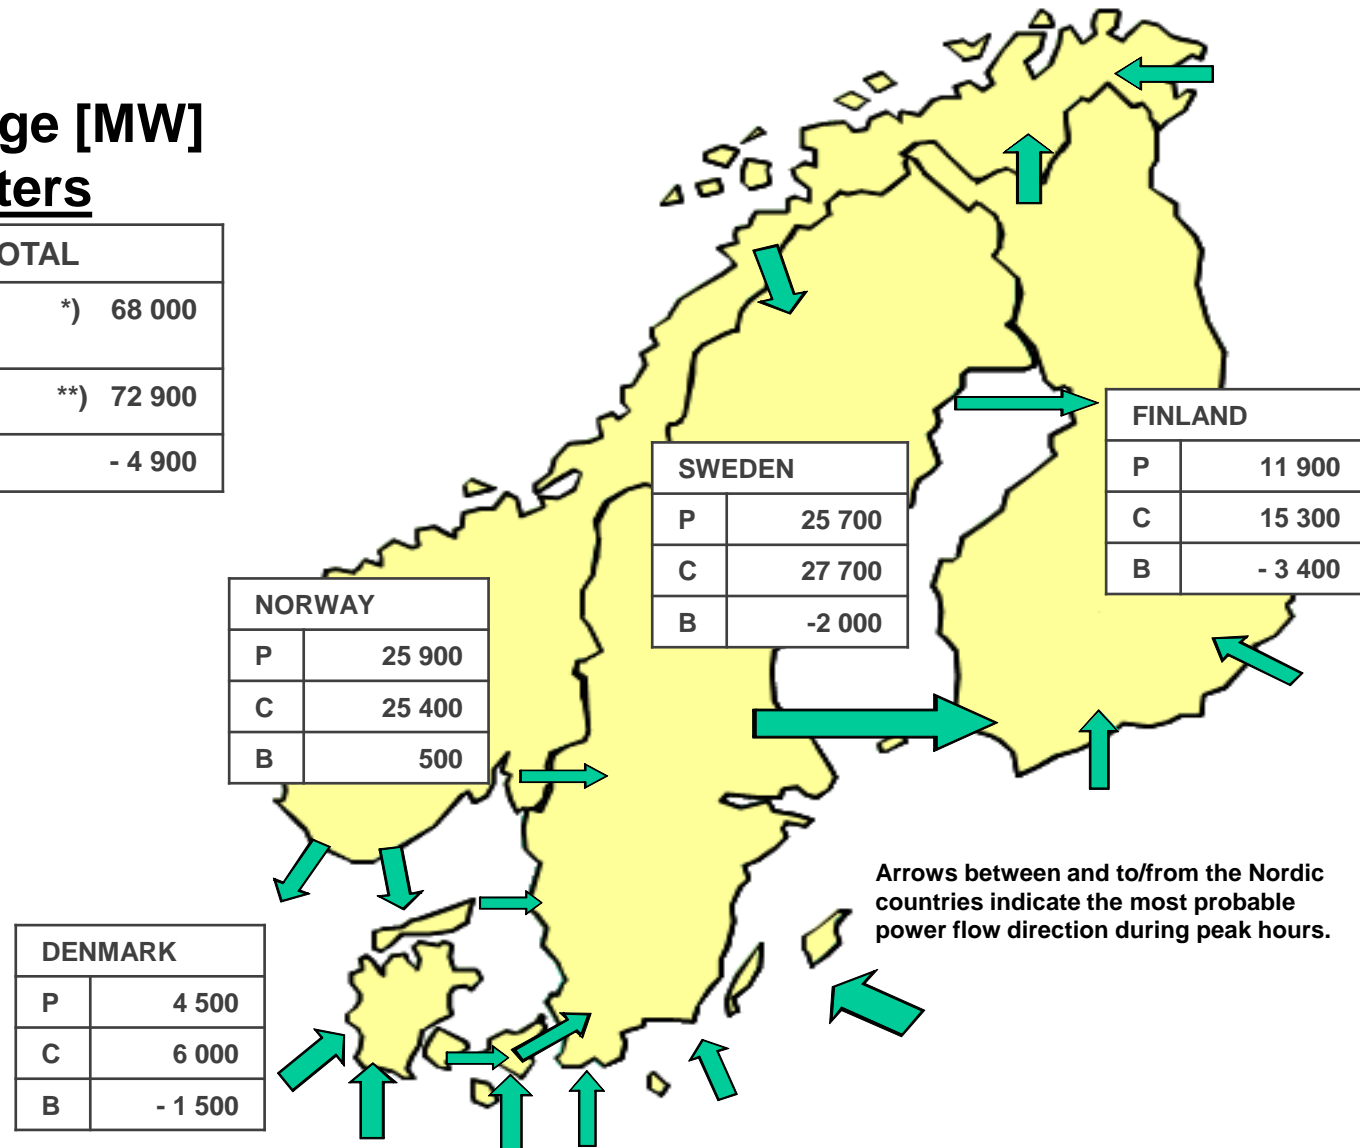 ge [MW]
ters
OTAL
*) 68 000
**) 72 900
- 4 900
FINLAND
P 11 900
C 15 300
B - 3 400
SWEDEN
P 25 700
C 27 700
B -2 000
NORWAY
P 25 900
C 25 400
B 500
Arrows between and to/from the Nordic
countries indicate the most probable
power flow direction during peak hours.
DENMARK
P 4 500
C 6 000
B - 1 500